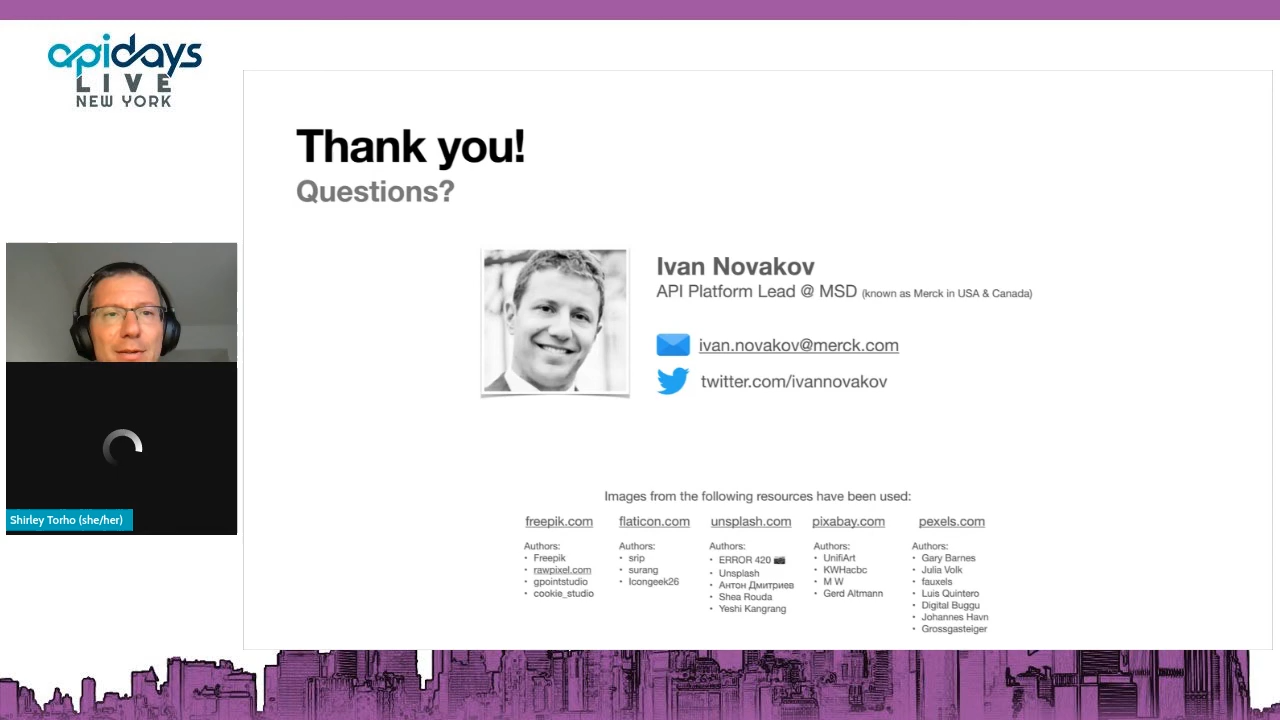 apidays
LIVE
NEW YORK
Thank you!
Questions?
Ivan Novakov
API Platform Lead @ MSD (known as Merck in USA & Canada)
ivan.novakov@merck.com
twitter.com/ivannovakov
Shirley Torho (she/her)
Images from the following resources have been used:
freepik.com
Authors:
• Freepik
• rawpixel.com
• gpointstudio
• cookie_studio
flaticon.com
Authors:
• srip
• surang
• Icongeek26
unsplash.com
Authors:
• ERROR 420 📷
• Unsplash
• Антон Дмитриев
• Shea Rouda
• Yeshi Kangrang
pixabay.com
Authors:
• UnifiArt
• KWHacbc
• M W
• Gerd Altmann
pexels.com
Authors:
• Gary Barnes
• Julia Volk
• fauxels
• Luis Quintero
• Digital Buggu
• Johannes Havn
• Grossgasteiger